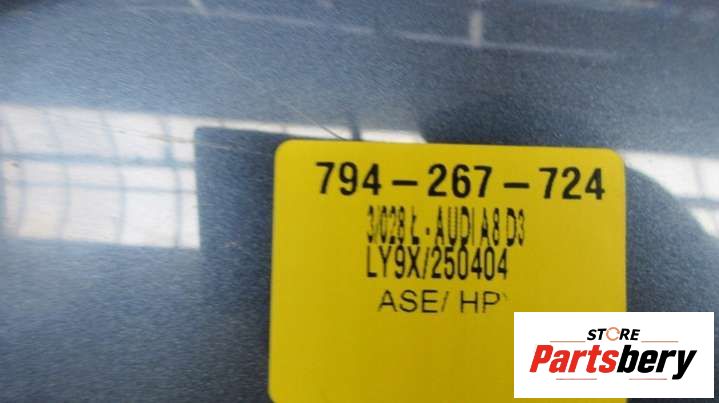 794-267-724
3/028 Ł - AUDI A8 D3
LY9X/250404
ASE/ HP
STORE
Partsbery